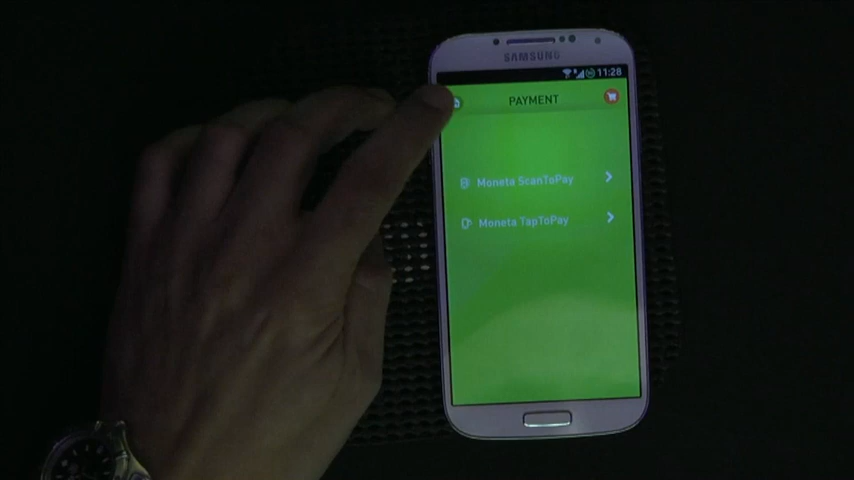 SAMSUNG
11:28
PAYMENT
Moneta ScanToPay
Moneta TapToPay